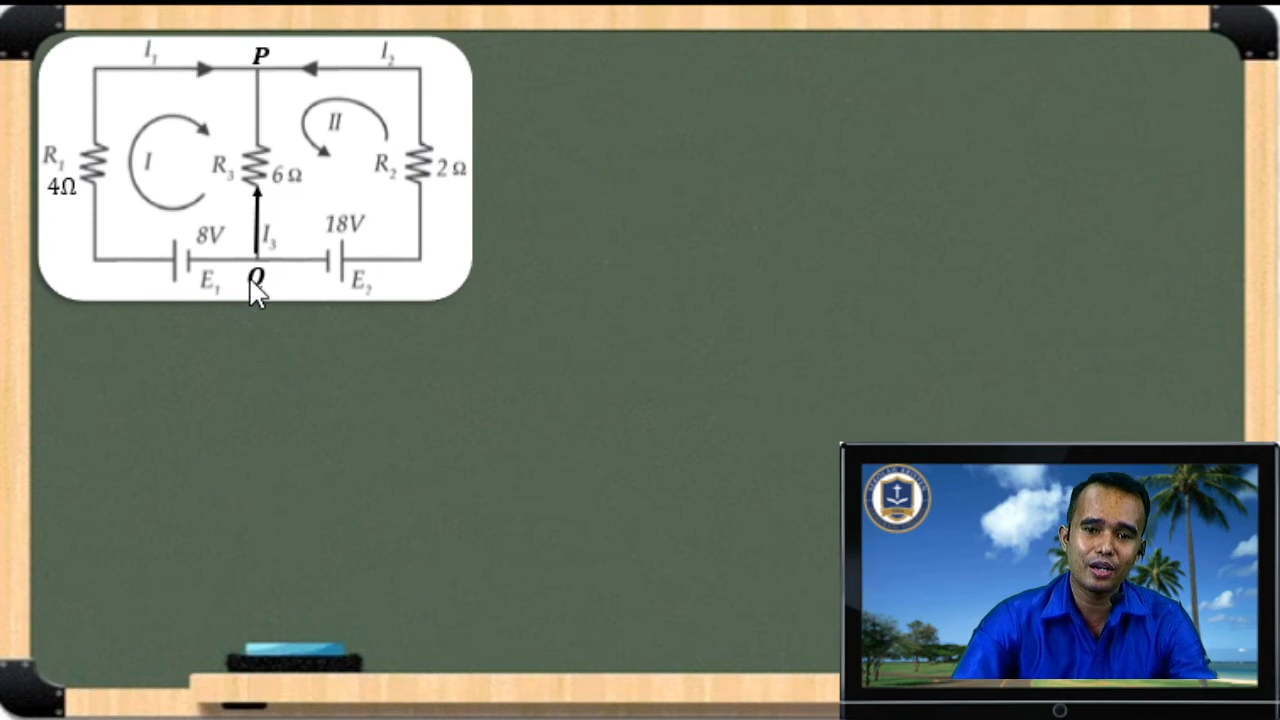 I₁
P
I₂
I
II
R₁
4Ω
R₃
6 Ω
R₂
2 Ω
8V
I₃
18V
E₁
Q
E₂